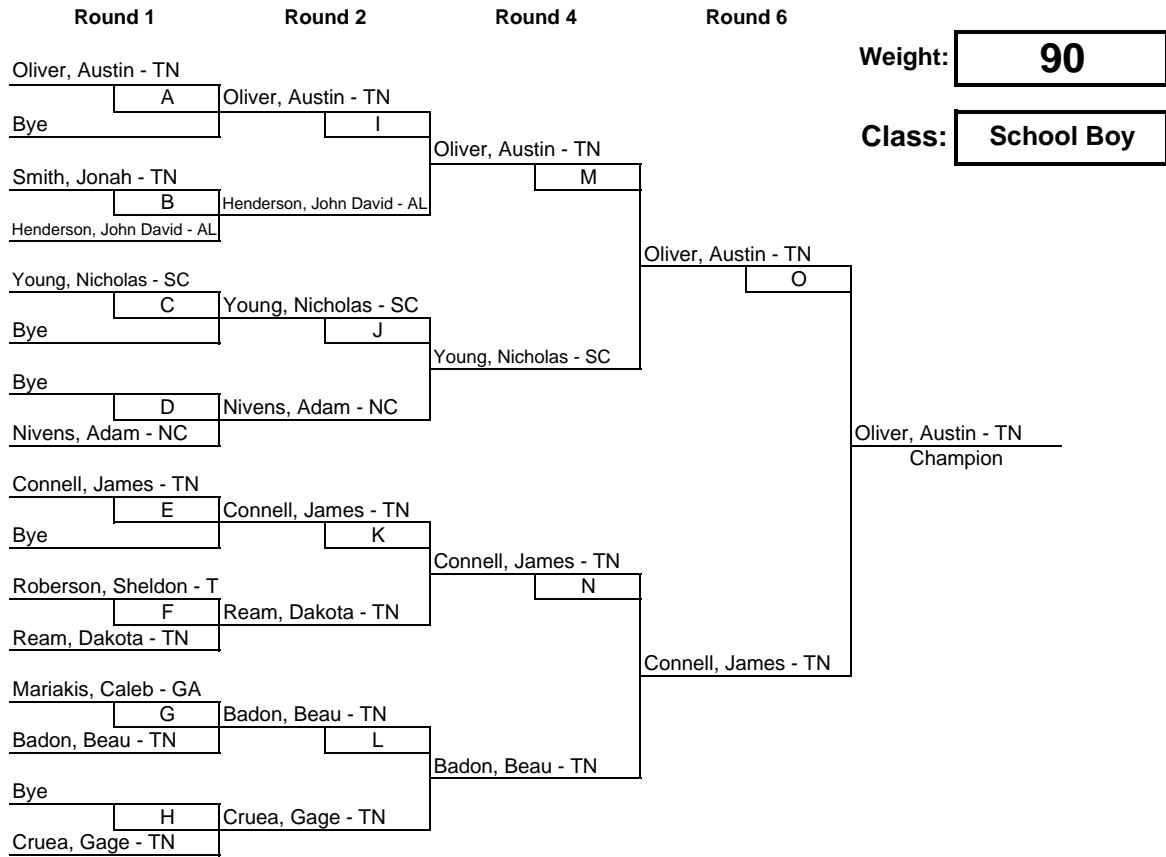 Round 1 Round 2 Round 4 Round 6
Weight: 90
Class: School Boy
Oliver, Austin - TN
A
Bye
Smith, Jonah - TN
B
Henderson, John David - AL
Young, Nicholas - SC
C
Bye
Bye
D
Nivens, Adam - NC
Connell, James - TN
E
Bye
Roberson, Sheldon - T
F
Ream, Dakota - TN
Mariakis, Caleb - GA
G
Badon, Beau - TN
Bye
H
Cruea, Gage - TN
Oliver, Austin - TN
I
Henderson, John David - AL
Young, Nicholas - SC
J
Nivens, Adam - NC
Connell, James - TN
K
Ream, Dakota - TN
Badon, Beau - TN
L
Cruea, Gage - TN
Oliver, Austin - TN
M
Young, Nicholas - SC
Connell, James - TN
N
Badon, Beau - TN
Oliver, Austin - TN
O
Connell, James - TN
Oliver, Austin - TN
Champion